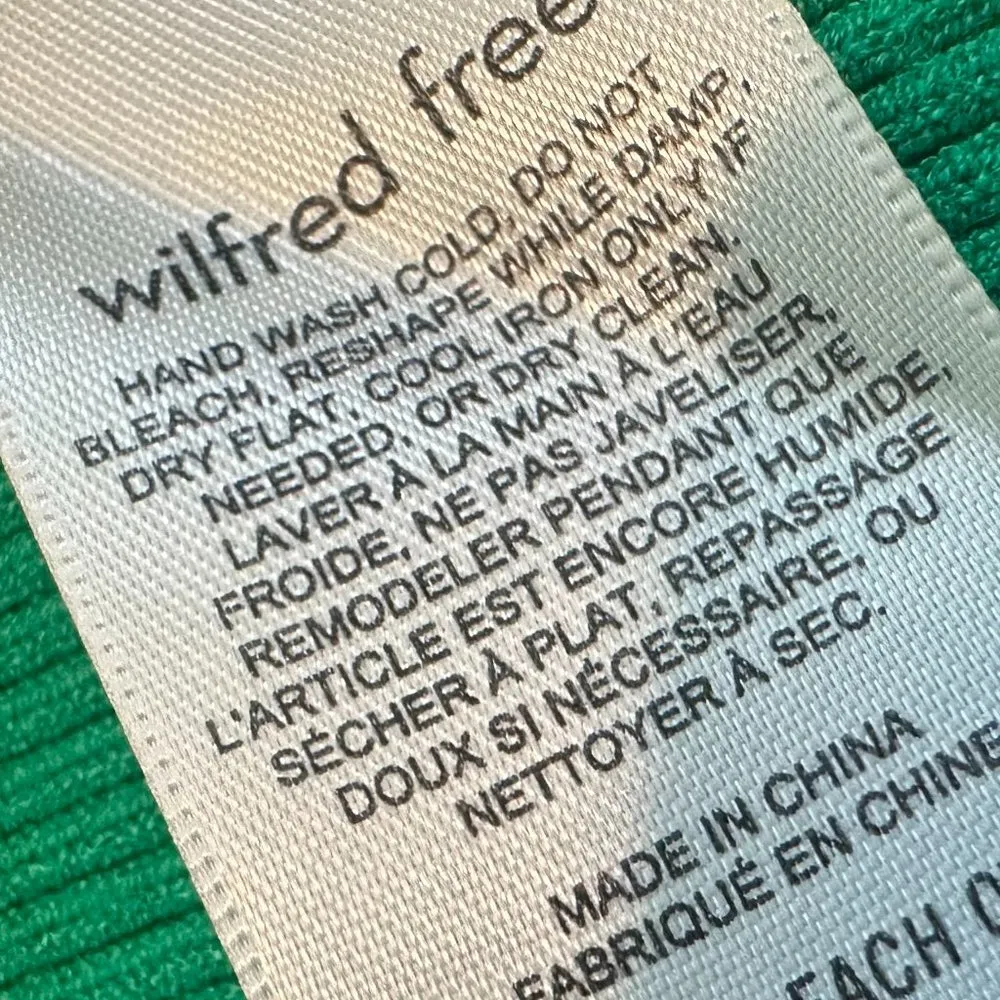 wilfred free
HAND WASH COLD, DO NOT
BLEACH, RESHAPE WHILE DAMP,
DRY FLAT, COOL IRON ONLY IF
NEEDED, OR DRY CLEAN.
LAVER À LA MAIN À L'EAU
FROIDE, NE PAS JAVELISER,
REMODELER PENDANT QUE
L'ARTICLE EST ENCORE HUMIDE,
SÉCHER À PLAT, REPASSAGE
DOUX SI NÉCESSAIRE, OU
NETTOYER À SEC.
MADE IN CHINA
FABRIQUÉ EN CHINE
EACH